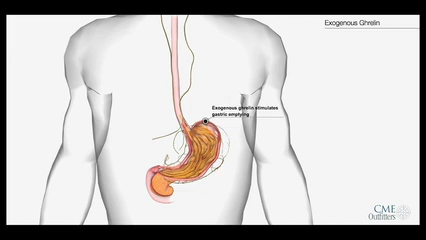 Exogenous Ghrelin
Exogenous ghrelin stimulates
gastric emptying
CME
Outfitters